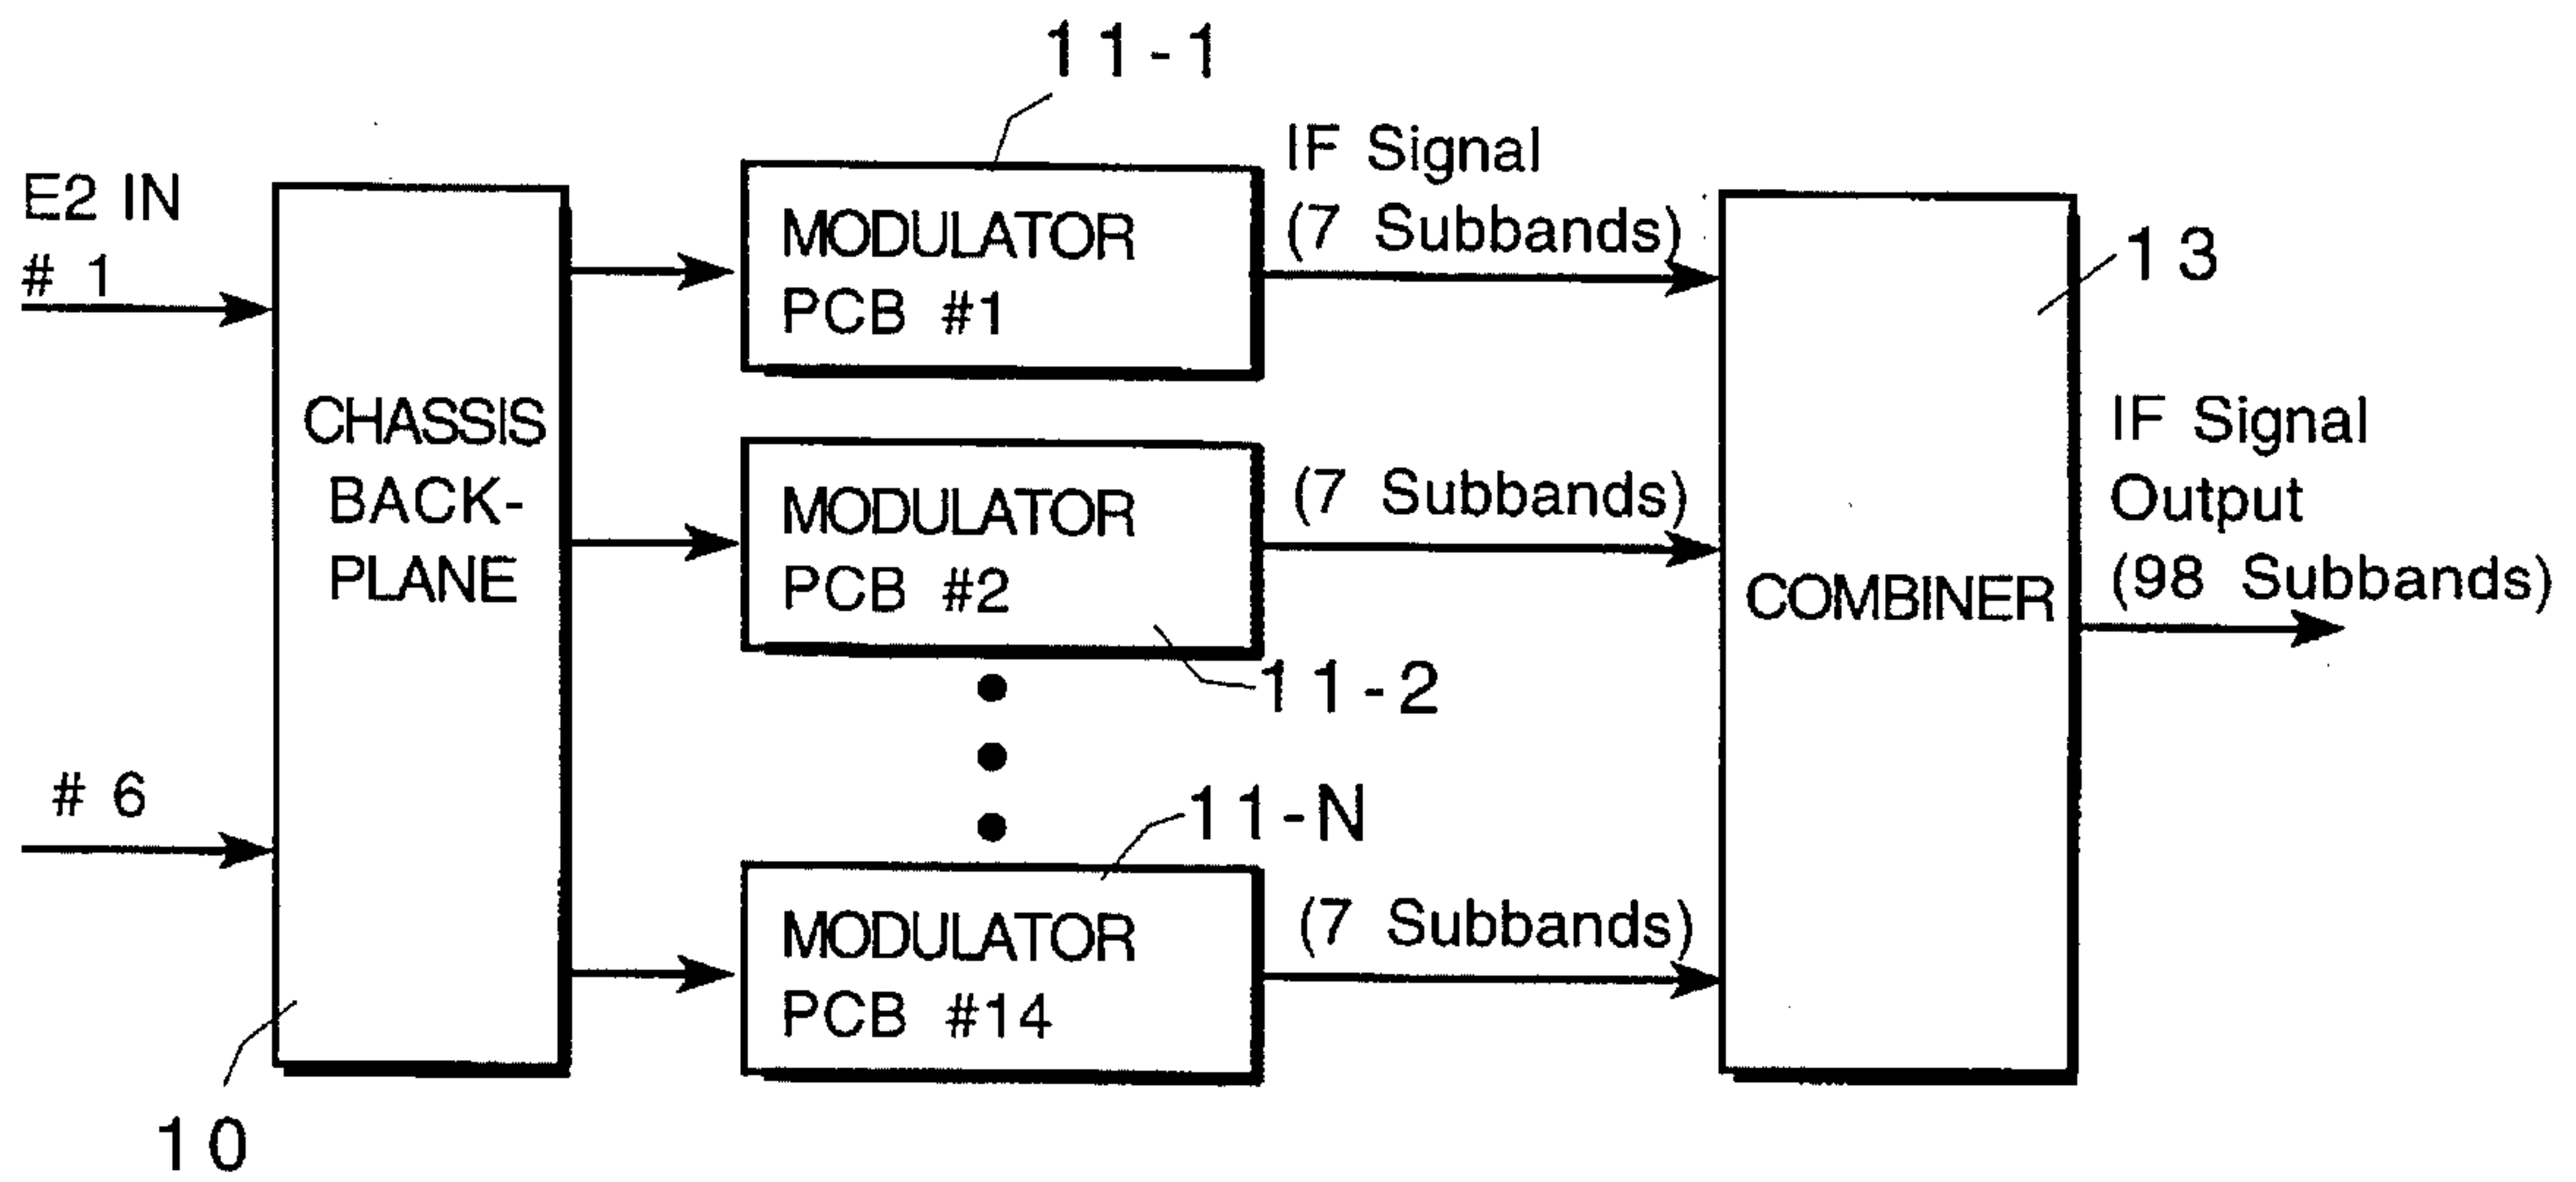 11-1
E2 IN
# 1
CHASSIS
BACK-
PLANE
# 6
10
MODULATOR
PCB #1
IF Signal
(7 Subbands)
MODULATOR
PCB #2
(7 Subbands)
11-2
11-N
MODULATOR
PCB #14
(7 Subbands)
COMBINER
13
IF Signal
Output
(98 Subbands)